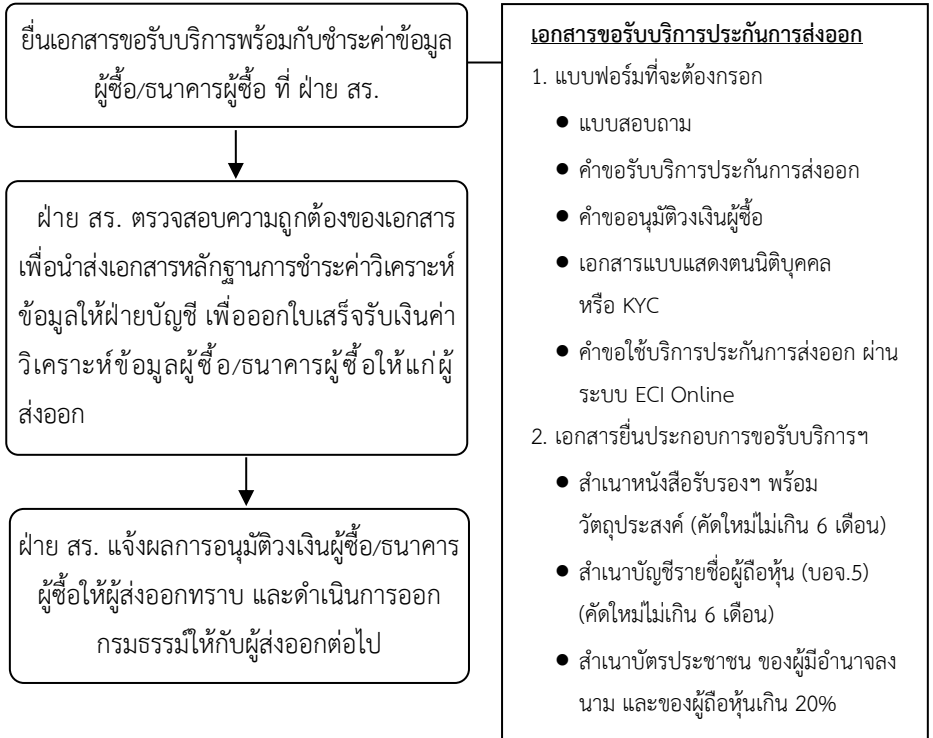 ยื่นเอกสารขอรับบริการพร้อมกับชำระค่าข้อมูล
ผู้ซื้อ/ธนาคารผู้ซื้อ ที่ ฝ่าย สร.
ฝ่าย สร. ตรวจสอบความถูกต้องของเอกสาร
เพื่อนำส่งเอกสารหลักฐานการชำระค่าวิเคราะห์
ข้อมูลให้ฝ่ายบัญชี เพื่อออกใบเสร็จรับเงินค่า
วิเคราะห์ข้อมูลผู้ซื้อ/ธนาคารผู้ซื้อให้แก่ผู้
ส่งออก
ฝ่าย สร. แจ้งผลการอนุมัติวงเงินผู้ซื้อ/ธนาคาร
ผู้ซื้อให้ผู้ส่งออกทราบ และดำเนินการออก
กรมธรรม์ให้กับผู้ส่งออกต่อไป
เอกสารขอรับบริการประกันการส่งออก
1. แบบฟอร์มที่จะต้องกรอก
● แบบสอบถาม
● คำขอรับบริการประกันการส่งออก
● คำขออนุมัติวงเงินผู้ซื้อ
● เอกสารแบบแสดงตนนิติบุคคล
หรือ KYC
● คำขอใช้บริการประกันการส่งออก ผ่าน
ระบบ ECI Online
2. เอกสารยื่นประกอบการขอรับบริการฯ
● สำเนาหนังสือรับรองฯ พร้อม
วัตถุประสงค์ (คัดใหม่ไม่เกิน 6 เดือน)
● สำเนาบัญชีรายชื่อผู้ถือหุ้น (บอจ.5)
(คัดใหม่ไม่เกิน 6 เดือน)
● สำเนาบัตรประชาชน ของผู้มีอำนาจลง
นาม และของผู้ถือหุ้นเกิน 20%